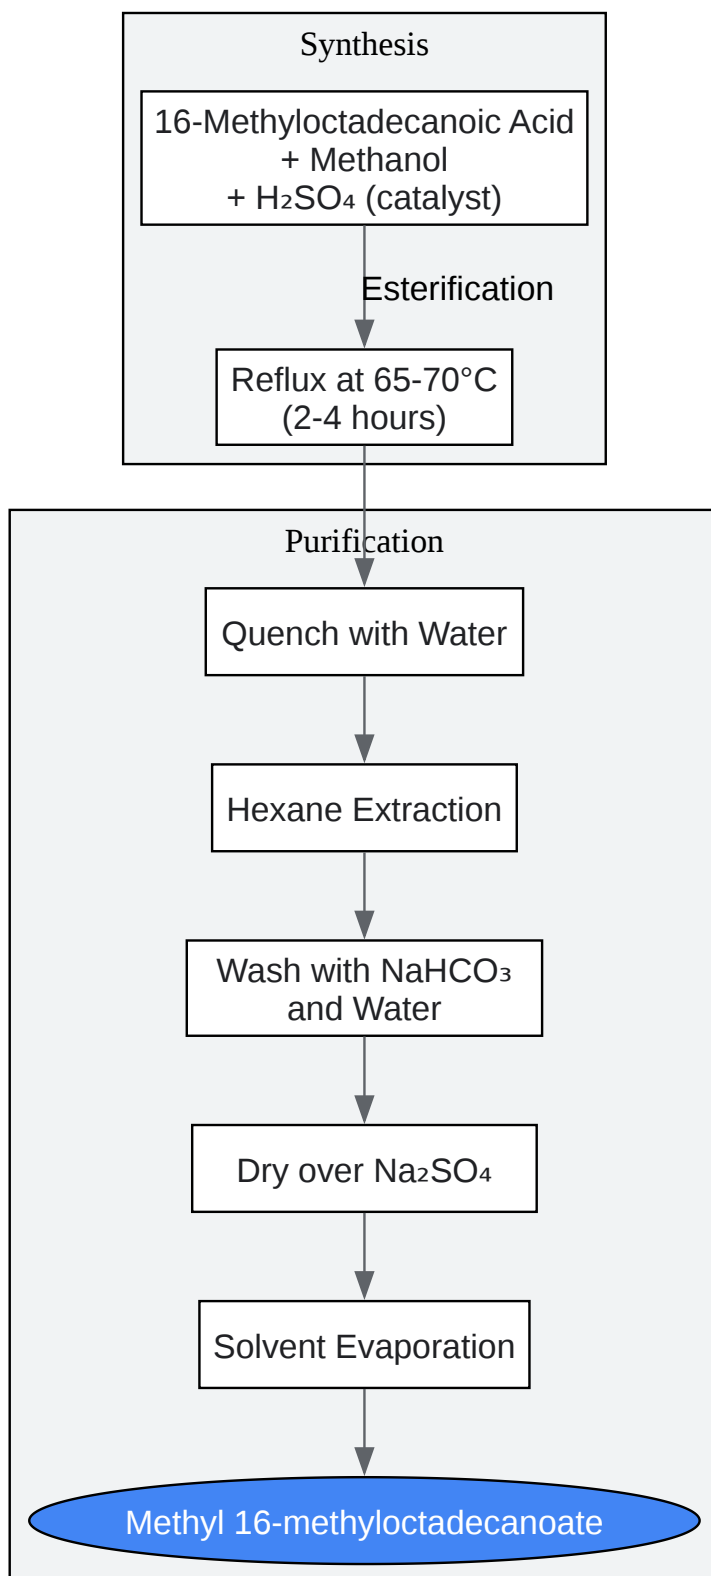 Synthesis
16-Methyloctadecanoic Acid
+ Methanol
+ H₂SO₄ (catalyst)
Esterification
Reflux at 65-70°C
(2-4 hours)
Purification
Quench with Water
Hexane Extraction
Wash with NaHCO₃
and Water
Dry over Na₂SO₄
Solvent Evaporation
Methyl 16-methyloctadecanoate